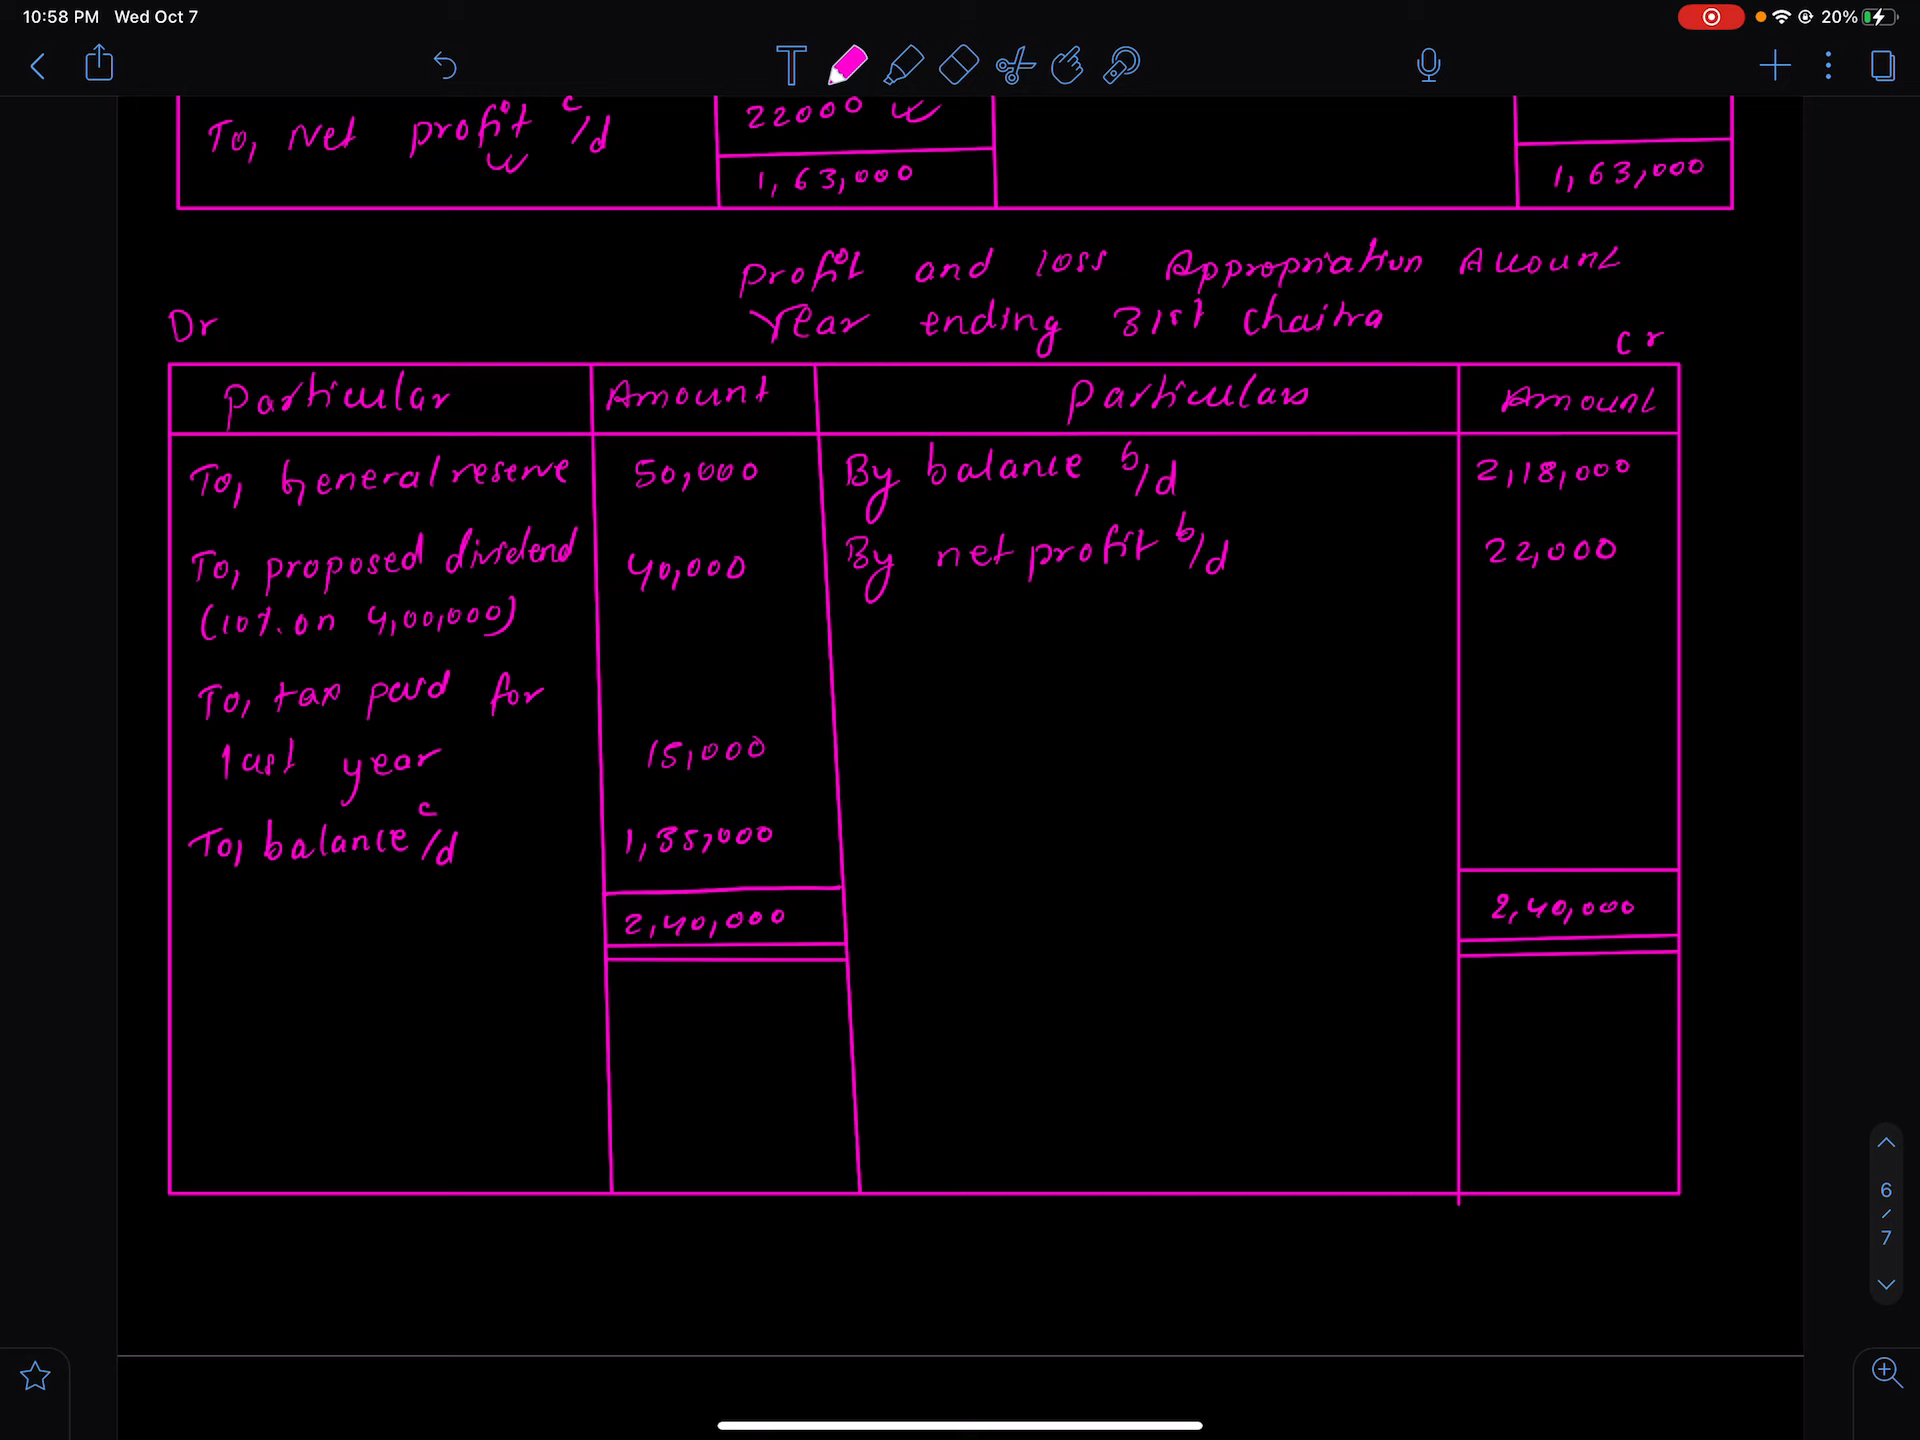 10:58 PM Wed Oct 7
20%
To, Net profit c/d
22000
1,63,000
1,63,000
Profit and loss Appropriation Account
Year ending 31st Chaitra
Dr
Cr
Particular Amount Particulars Amount
To, General reserve 50,000 By balance b/d 2,18,000
To, proposed dividend 40,000 By net profit b/d 22,000
(10% on 4,00,000)
To, tax paid for
last year 15,000
To, balance c/d 1,35,000
2,40,000 2,40,000
6
/
7